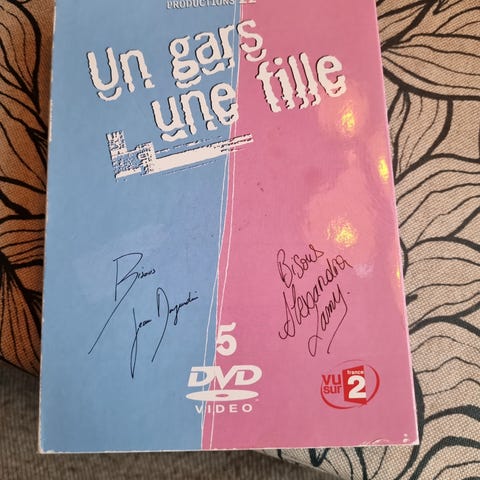 PRODUCTIONS
Un gars
une fille
Bisous
Jean Dujardin
Bisous
Alexandra
Lamy.
5
DVD
VIDEO
vu
sur
france
2